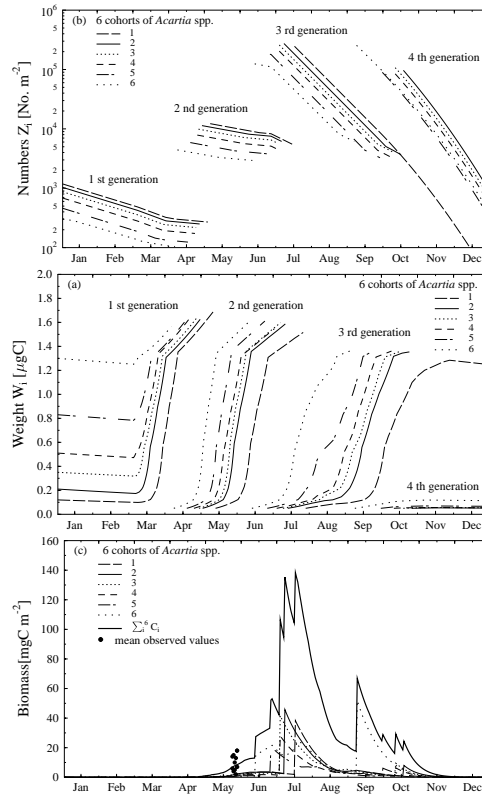 (b) 6 cohorts of Acartia spp.
1
2
3
4
5
6
3 rd generation
4 th generation
2 nd generation
1 st generation
Numbers Z_i [No. m^-2]
10^6
10^5
10^4
10^3
10^2
Jan Feb Mar Apr May Jun Jul Aug Sep Oct Nov Dec
(a) 6 cohorts of Acartia spp.
1
2
3
4
5
6
1 st generation
2 nd generation
3 rd generation
4 th generation
Weight W_i [µgC]
2.0
1.8
1.6
1.4
1.2
1.0
0.8
0.6
0.4
0.2
0.0
Jan Feb Mar Apr May Jun Jul Aug Sep Oct Nov Dec
(c) 6 cohorts of Acartia spp.
1
2
3
4
5
6
∑_i^6 C_i
mean observed values
Biomass[mgC m^-2]
160
140
120
100
80
60
40
20
0
Jan Feb Mar Apr May Jun Jul Aug Sep Oct Nov Dec